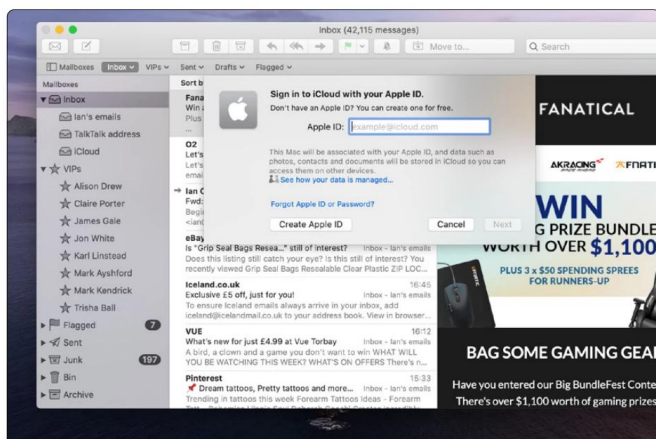 Inbox (42,115 messages)
Move to...
Search
Mailboxes Inbox VIPs Sent Drafts Flagged
Mailboxes
Inbox
Ian's emails
TalkTalk address
iCloud
VIPs
Alison Drew
Claire Porter
James Gale
Jon White
Karl Linstead
Mark Ayshford
Mark Kendrick
Trisha Ball
Flagged 7
Sent
Junk 197
Bin
Archive
Sort b
Fana
Win a
Plus
...
O2
Let's
Let's
emai
Ian C
Fwd:
Begi
<ian
eBay
Is "Grip Seal Bags Resea..." still of interest? Inbox - Ian's emails
Does this listing still catch your eye? Is this still of interest? You
recently viewed Grip Seal Bags Resealable Clear Plastic ZIP LOC...
Iceland.co.uk 16:45
Exclusive £5 off, just for you! Inbox - Ian's emails
To ensure Iceland emails always arrive in your inbox, add
iceland@icelandmail.co.uk to your address book. View in browser...
VUE 16:12
What's new for just £4.99 at Vue Torbay Inbox - Ian's emails
A bird, a clown and a game you don't want to win WHAT WILL
YOU BE WATCHING THIS WEEK? WHAT'S ON OFFERS There's n...
Pinterest 15:33
Dream tattoos, Pretty tattoos and more... Inbox - Ian's emails
Trending in tattoos this week Forearm Tattoos Ideas - Forearm
Sign in to iCloud with your Apple ID.
Don't have an Apple ID? You can create one for free.
Apple ID: example@icloud.com
This Mac will be associated with your Apple ID, and data such as
photos, contacts and documents will be stored in iCloud so you can
access them on other devices.
See how your data is managed...
Forgot Apple ID or Password?
Create Apple ID Cancel Next
FANATICAL
AKRACING
WIN
G PRIZE BUNDLE
WORTH OVER $1,100
PLUS 3 x $50 SPENDING SPREES
FOR RUNNERS-UP
BAG SOME GAMING GEA
Have you entered our Big BundleFest Conte
There's over $1,100 worth of gaming prizes